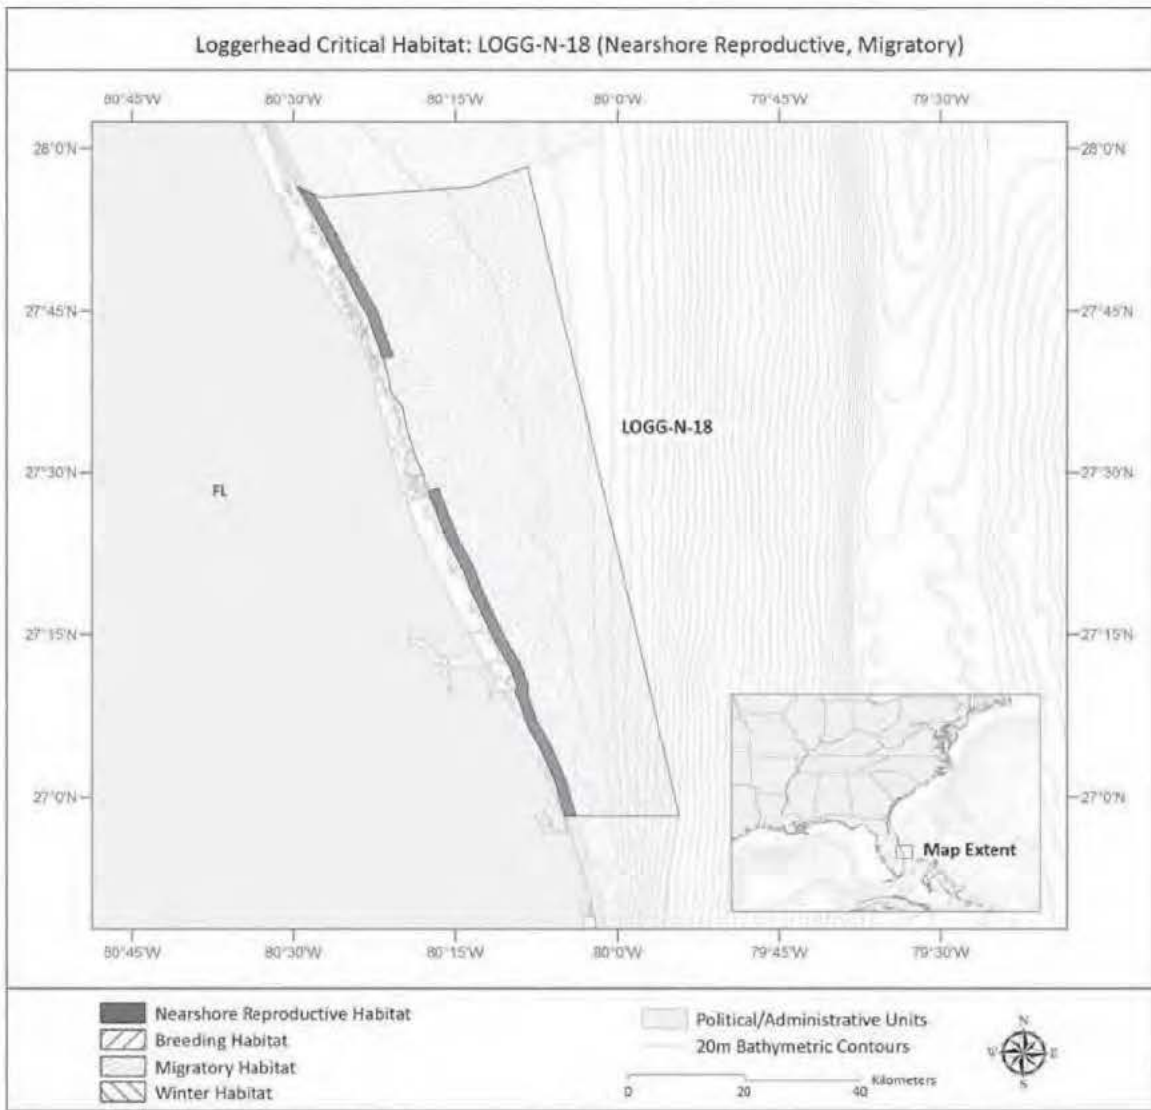 Loggerhead Critical Habitat: LOGG-N-18 (Nearshore Reproductive, Migratory)
80°45'W 80°30'W 80°15'W 80°0'W 79°45'W 79°30'W
28°0'N 28°0'N
27°45'N 27°45'N
LOGG-N-18
27°30'N 27°30'N
FL
27°15'N 27°15'N
27°0'N 27°0'N
Map Extent
80°45'W 80°30'W 80°15'W 80°0'W 79°45'W 79°30'W
Nearshore Reproductive Habitat
Breeding Habitat
Migratory Habitat
Winter Habitat
Political/Administrative Units
20m Bathymetric Contours
0 20 40 Kilometers
N
W E
S